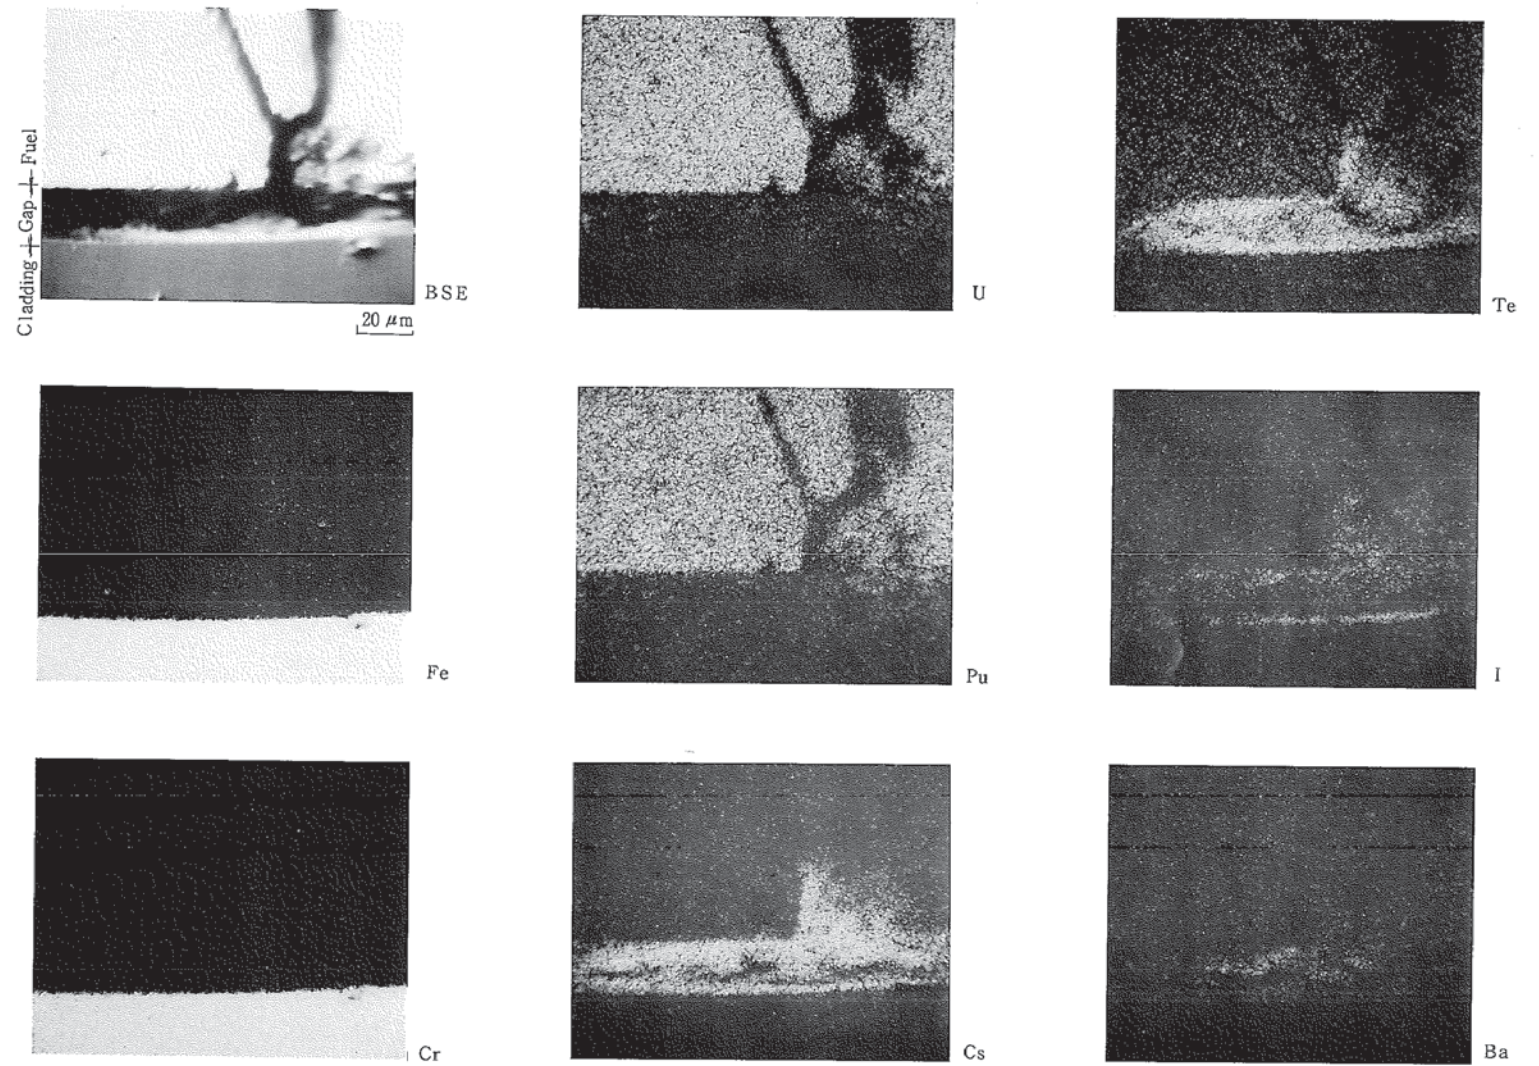 Cladding Gap Fuel
BSE
20 μm
U
Te
Fe
Pu
I
Cr
Cs
Ba